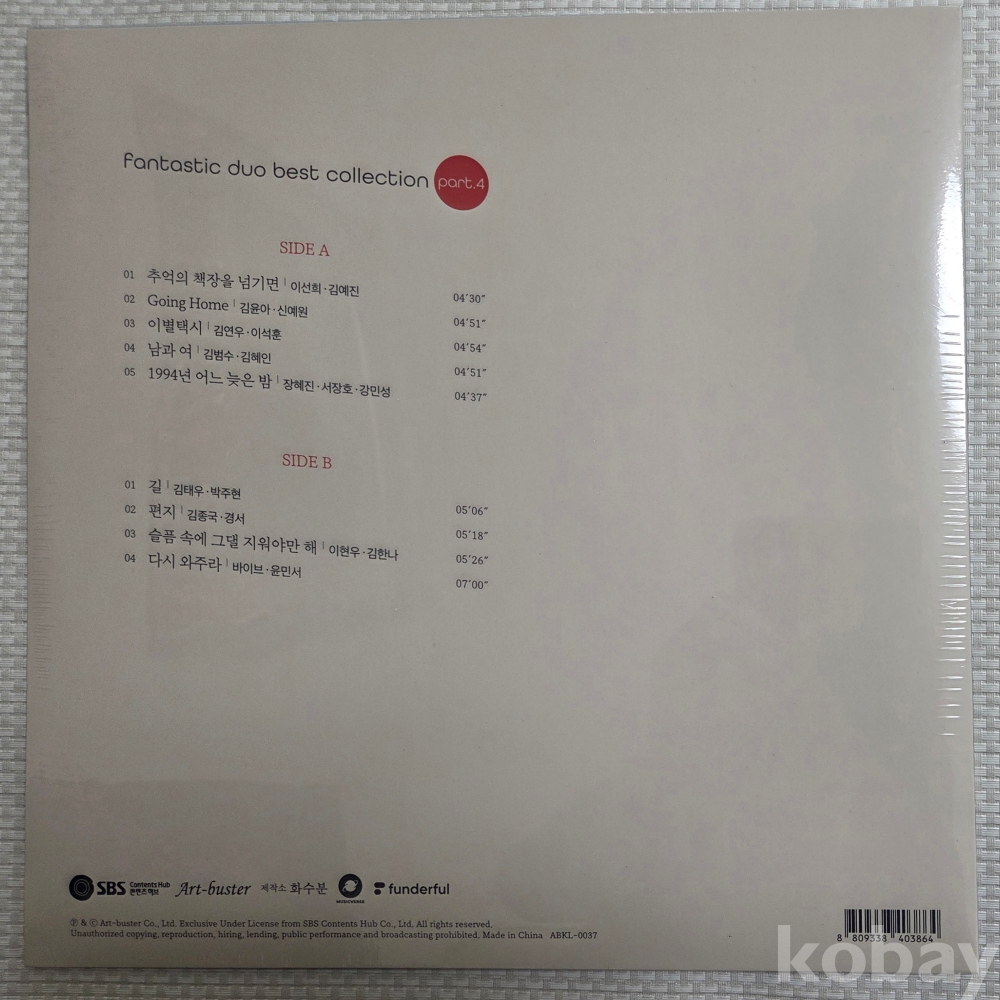 fantastic duo best collection part.4
SIDE A
01 추억의 책장을 넘기면 | 이선희·김예진 04'30"
02 Going Home | 김윤아·신예원 04'51"
03 이별택시 | 김연우·이석훈 04'54"
04 남과 여 | 김범수·김혜인 04'51"
05 1994년 어느 늦은 밤 | 장혜진·서장호·강민성 04'37"
SIDE B
01 길 | 김태우·박주현 05'06"
02 편지 | 김종국·경서 05'18"
03 슬픔 속에 그댈 지워야만 해 | 이현우·김한나 05'26"
04 다시 와주라 | 바이브·윤민서 07'00"
SBS Contents Hub 콘텐츠허브 Art-buster 제작소 화수분 funderful
℗ & © Art-buster Co., Ltd. Exclusive Under License from SBS Contents Hub Co., Ltd, All rights reserved.
Unauthorized copying, reproduction, hiring, lending, public performance and broadcasting prohibited. Made in China ABKL-0037
8 809338 403864
kobay